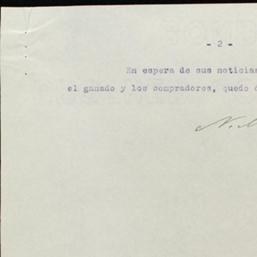 - 2 -
En espera de sus noticias
el ganado y los compradores, quedo